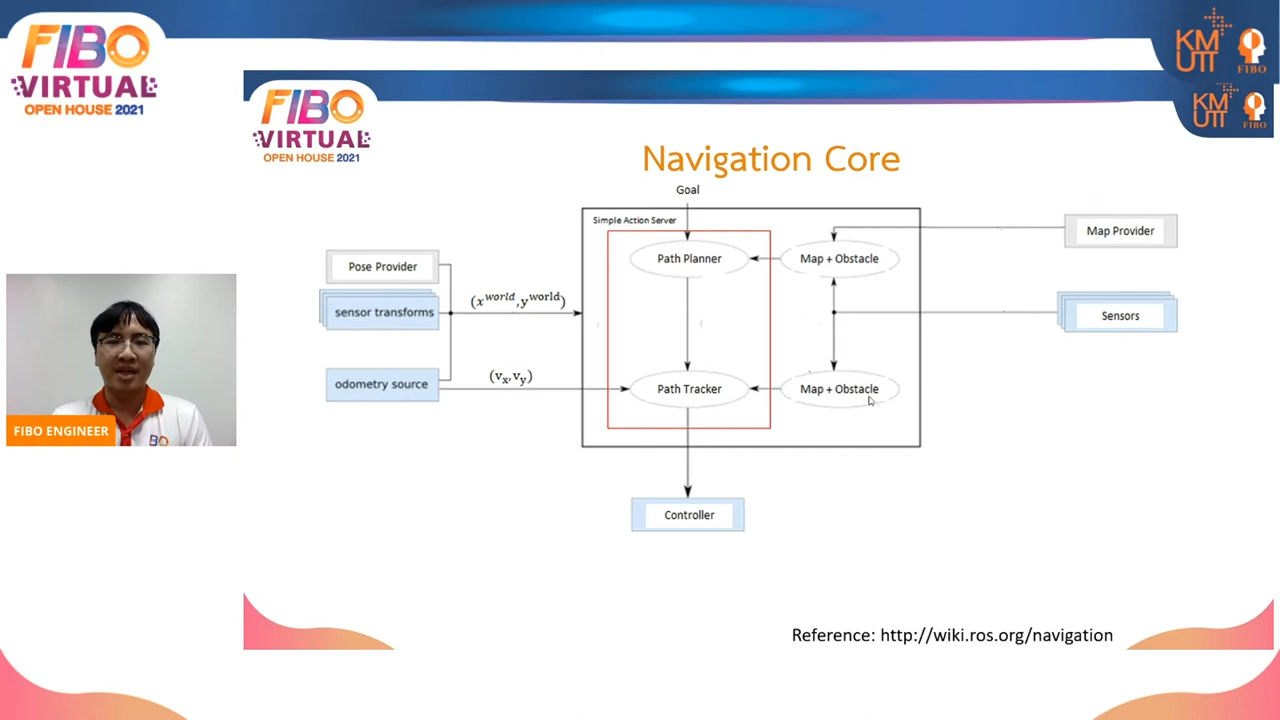 FIBO
VIRTUAL
OPEN HOUSE 2021
KM
UTT
FIBO
FIBO
VIRTUAL
OPEN HOUSE 2021
KM
UTT
FIBO
Navigation Core
Goal
Simple Action Server
Path Planner
Map + Obstacle
Map Provider
Pose Provider
sensor transforms
(x^world, y^world)
Sensors
odometry source
(v_x, v_y)
Path Tracker
Map + Obstacle
Controller
FIBO ENGINEER
Reference: http://wiki.ros.org/navigation